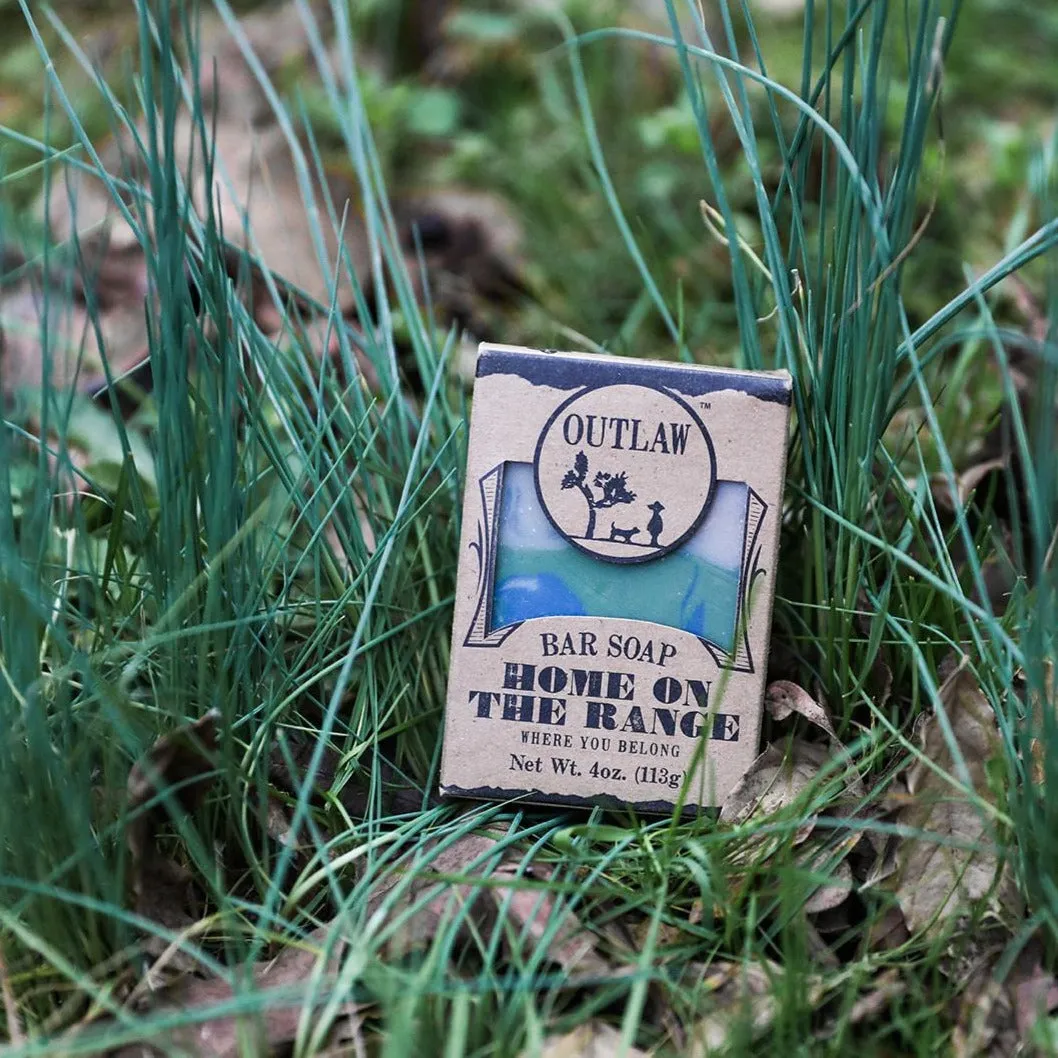 OUTLAW
™
BAR SOAP
HOME ON
THE RANGE
WHERE YOU BELONG
Net Wt. 4oz. (113g)